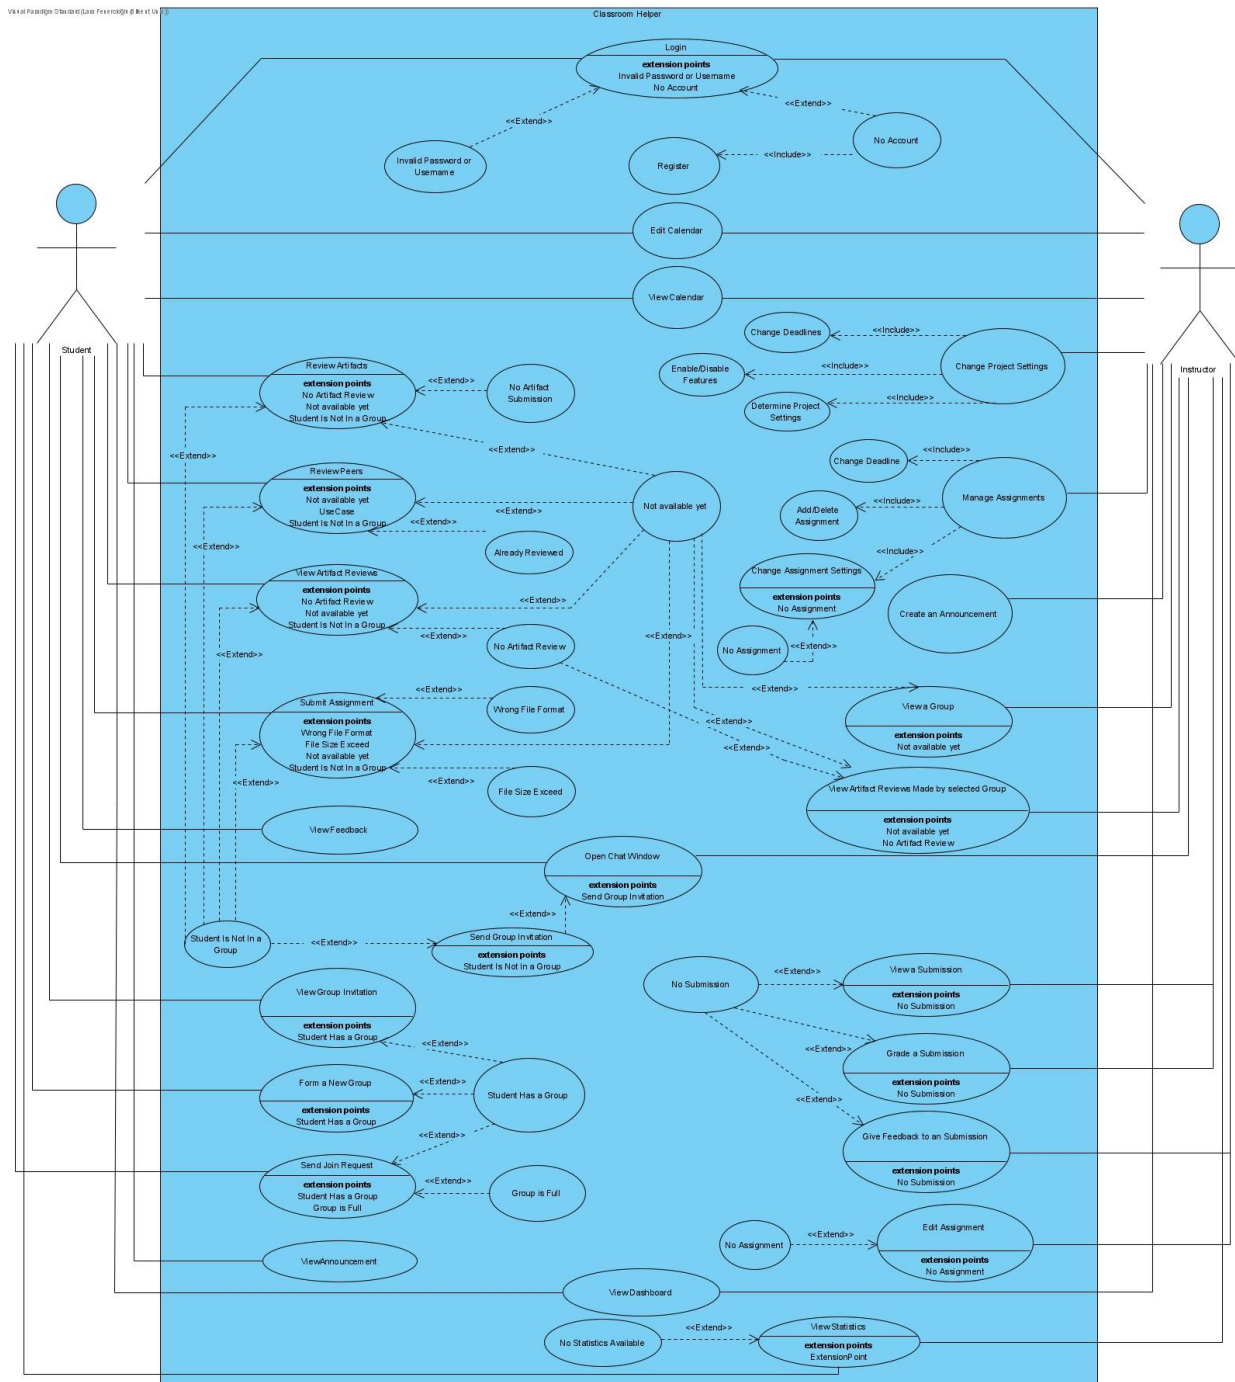 Visual Paradigm Standard
Classroom Helper
Login
extension points
Invalid Password or Username
No Account
<<Extend>>
<<Extend>>
Invalid Password or
Username
Register
<<Include>>
No Account
Edit Calendar
View Calendar
Student
Instructor
Change Deadlines
<<Include>>
Enable/Disable
Features
<<Include>>
Change Project Settings
Determine Project
Settings
<<Include>>
Review Artifacts
extension points
No Artifact Review
Not available yet
Student Is Not In a Group
<<Extend>>
No Artifact
Submission
<<Extend>>
<<Extend>>
Change Deadline
<<Include>>
Manage Assignments
Add/Delete
Assignment
<<Include>>
<<Include>>
Review Peers
extension points
Not available yet
UseCase
Student Is Not In a Group
<<Extend>>
<<Extend>>
Not available yet
Already Reviewed
<<Extend>>
Change Assignment Settings
extension points
No Assignment
No Assignment
<<Extend>>
Create an Announcement
View Artifact Reviews
extension points
No Artifact Review
Not available yet
Student Is Not In a Group
<<Extend>>
<<Extend>>
<<Extend>>
No Artifact Review
<<Extend>>
<<Extend>>
View a Group
extension points
Not available yet
Submit Assignment
extension points
Wrong File Format
File Size Exceed
Not available yet
Student Is Not In a Group
<<Extend>>
Wrong File Format
<<Extend>>
<<Extend>>
<<Extend>>
<<Extend>>
File Size Exceed
View Artifact Reviews Made by selected Group
extension points
Not available yet
No Artifact Review
View Feedback
Open Chat Window
extension points
Send Group Invitation
<<Extend>>
Student Is Not In a
Group
<<Extend>>
Send Group Invitation
extension points
Student Is Not In a Group
No Submission
<<Extend>>
View a Submission
extension points
No Submission
View Group Invitation
extension points
Student Has a Group
<<Extend>>
<<Extend>>
Grade a Submission
extension points
No Submission
Form a New Group
extension points
Student Has a Group
<<Extend>>
Student Has a Group
<<Extend>>
<<Extend>>
Give Feedback to an Submission
extension points
No Submission
Send Join Request
extension points
Student Has a Group
Group is Full
<<Extend>>
Group is Full
No Assignment
<<Extend>>
Edit Assignment
extension points
No Assignment
View Announcement
View Dashboard
No Statistics Available
<<Extend>>
View Statistics
extension points
ExtensionPoint